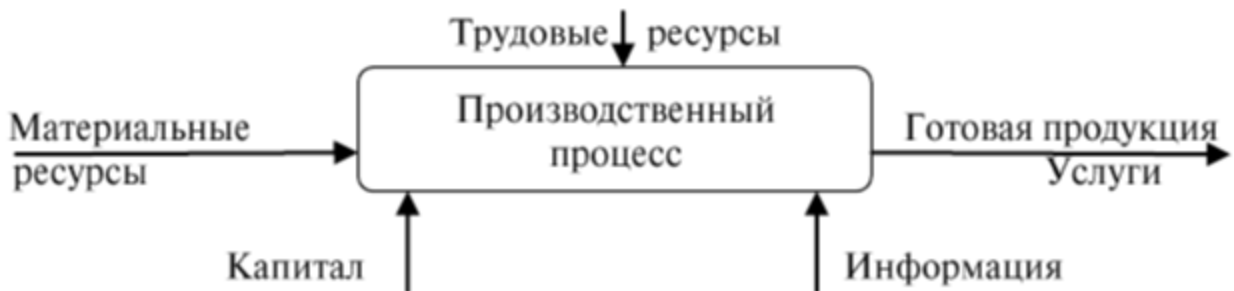 Трудовые ресурсы
Производственный
процесс
Материальные
ресурсы
Готовая продукция
Услуги
Капитал
Информация